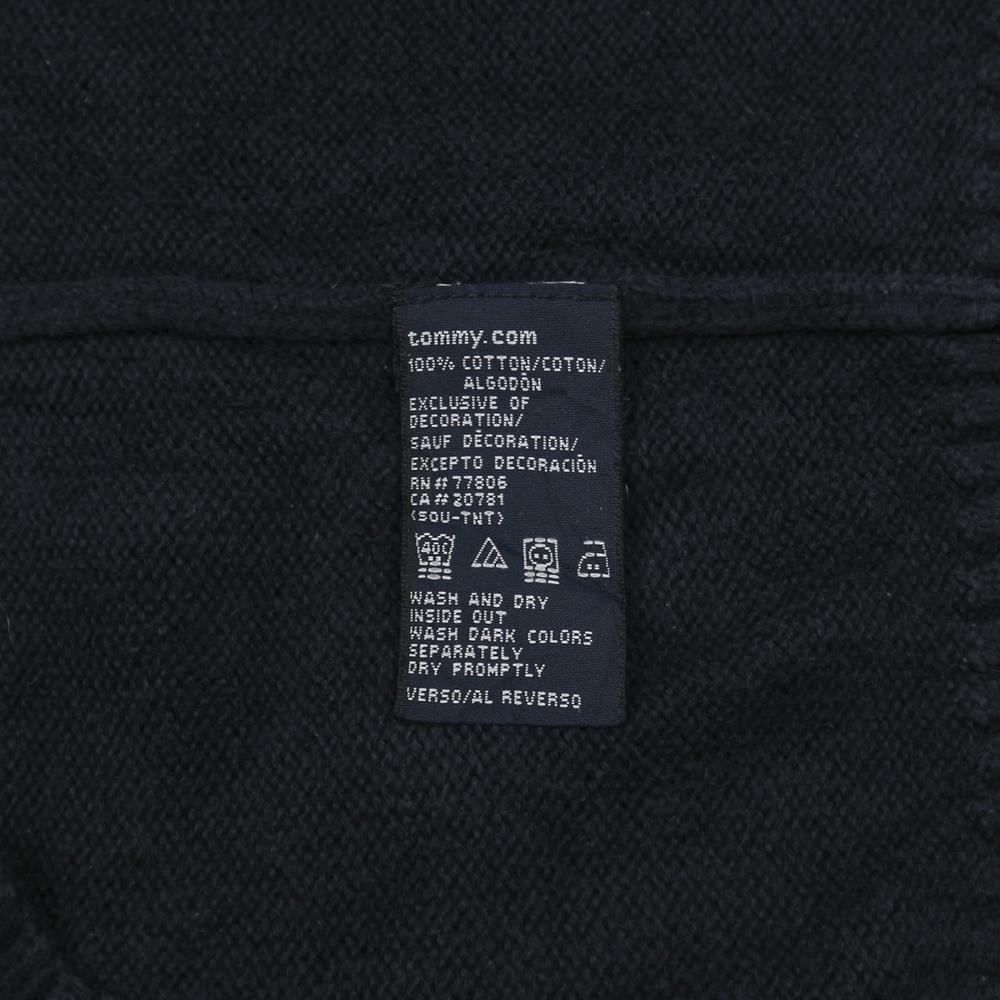 tommy.com
100% COTTON/COTON/
ALGODÓN
EXCLUSIVE OF
DECORATION/
SAUF DÉCORATION/
EXCEPTO DECORACIÓN
RN#77806
CA#20781
(SOU-TNT)
40C
WASH AND DRY
INSIDE OUT
WASH DARK COLORS
SEPARATELY
DRY PROMPTLY
VERSO/AL REVERSO